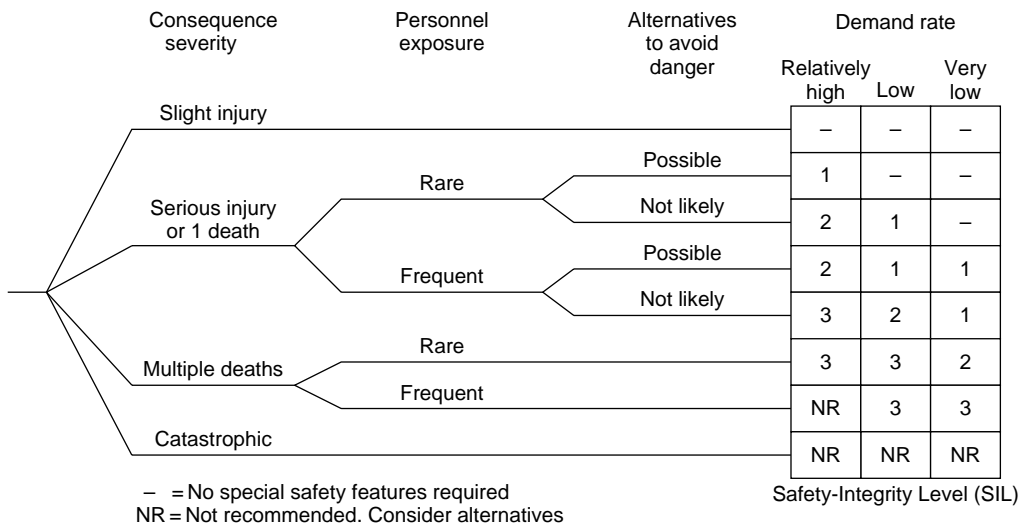 Consequence severity
Personnel exposure
Alternatives to avoid danger
Demand rate
Relatively high
Low
Very low
Slight injury
– – –
Possible
1 – –
Rare
Not likely
2 1 –
Serious injury or 1 death
Possible
2 1 1
Frequent
Not likely
3 2 1
Rare
3 3 2
Multiple deaths
Frequent
NR 3 3
Catastrophic
NR NR NR
– = No special safety features required
NR = Not recommended. Consider alternatives
Safety-Integrity Level (SIL)